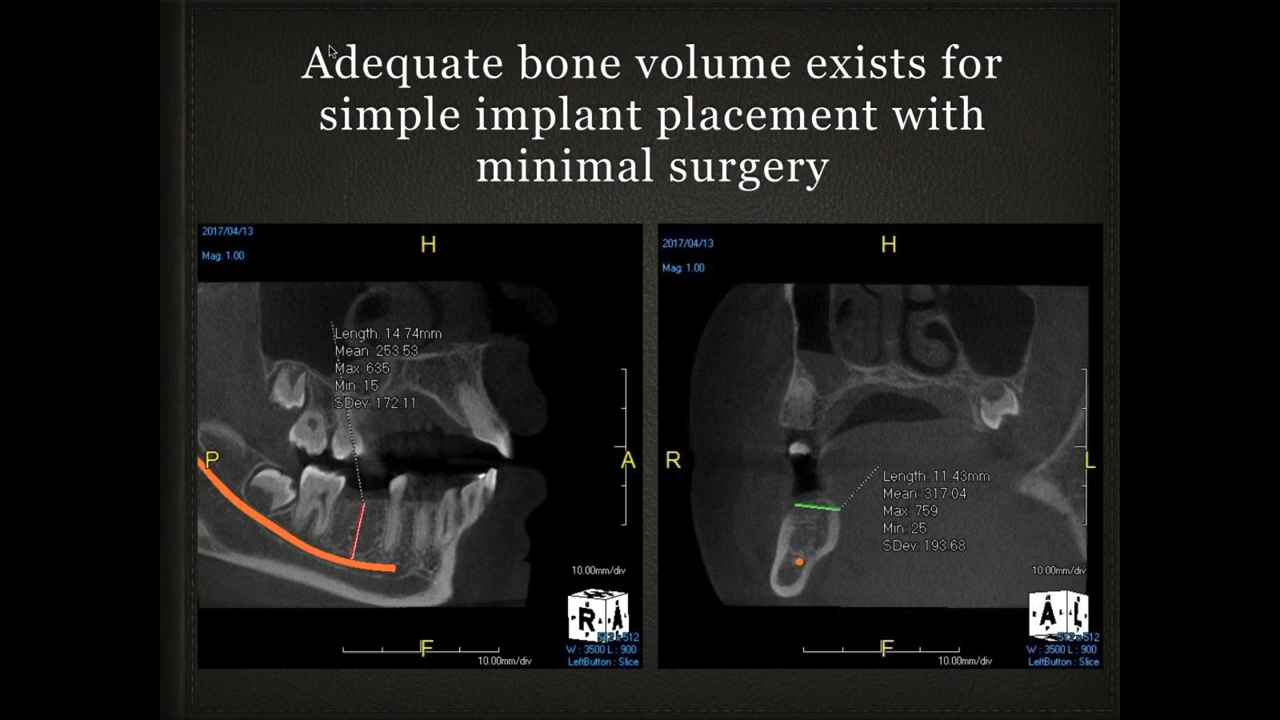 Adequate bone volume exists for
simple implant placement with
minimal surgery
2017/04/13
Mag: 1.00
H
Length: 14.74mm
Mean: 253.53
Max: 635
Min: 15
SDev: 172.11
P
A
10.00mm/div
R A
512x512
W : 3500 L : 900
LeftButton : Slice
F
10.00mm/div
2017/04/13
Mag: 1.00
H
R
L
Length: 11.43mm
Mean: 317.04
Max: 759
Min: 25
SDev: 193.68
10.00mm/div
A L
512x512
W : 3500 L : 900
LeftButton : Slice
F
10.00mm/div